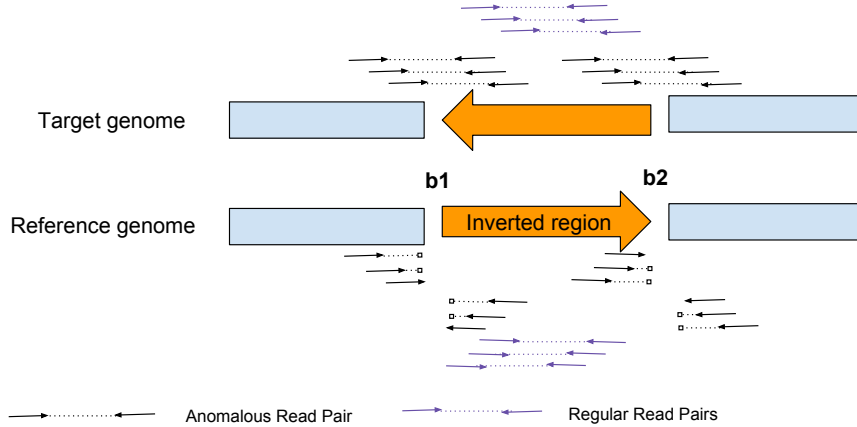 Target genome
b1
b2
Reference genome
Inverted region
Anomalous Read Pair
Regular Read Pairs